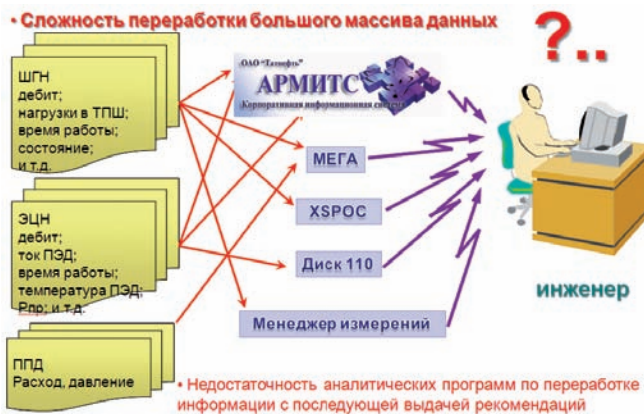 • Сложность переработки большого массива данных
?..
ШГН
дебит;
нагрузки в ТПШ;
время работы;
состояние;
и т.д.
ОАО "Татнефть"
АРМИТС
Корпоративная информационная система
МЕГА
XSPOC
Диск 110
Менеджер измерений
ЭЦН
дебит;
ток ПЭД;
время работы;
температура ПЭД;
Рпр; и т.д.
инженер
ППД
Расход, давление
• Недостаточность аналитических программ по переработке
информации с последующей выдачей рекомендаций